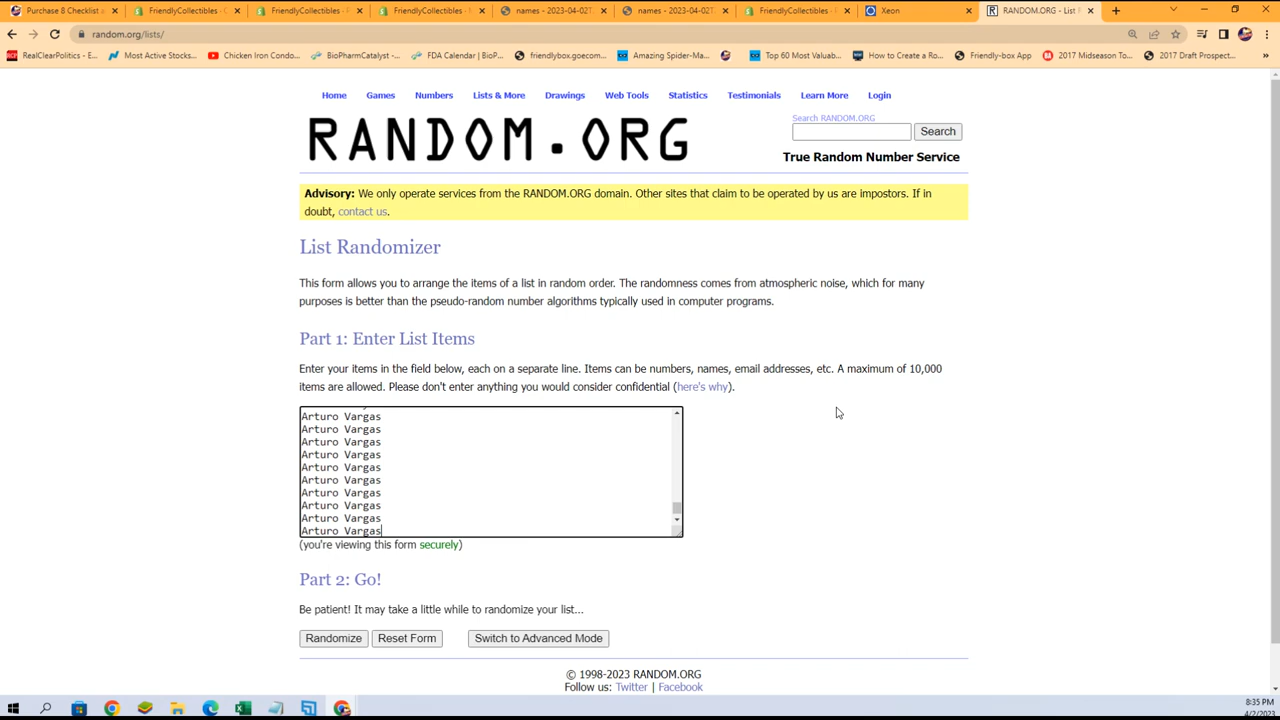 Purchase 8 Checklist a
FriendlyCollectibles - C
FriendlyCollectibles - R
FriendlyCollectibles - F
names - 2023-04-02T
names - 2023-04-02T
FriendlyCollectibles - F
Xeon
RANDOM.ORG - List R
random.org/lists/
RealClearPolitics - E...
Most Active Stocks...
Chicken Iron Condo...
BioPharmCatalyst -...
FDA Calendar | BioP...
friendlybox.goecom...
Amazing Spider-Ma...
Top 60 Most Valuab...
How to Create a Ro...
Friendly-box App
2017 Midseason To...
2017 Draft Prospect...
Home Games Numbers Lists & More Drawings Web Tools Statistics Testimonials Learn More Login
RANDOM.ORG
Search RANDOM.ORG
Search
True Random Number Service
Advisory: We only operate services from the RANDOM.ORG domain. Other sites that claim to be operated by us are impostors. If in
doubt, contact us.
List Randomizer
This form allows you to arrange the items of a list in random order. The randomness comes from atmospheric noise, which for many
purposes is better than the pseudo-random number algorithms typically used in computer programs.
Part 1: Enter List Items
Enter your items in the field below, each on a separate line. Items can be numbers, names, email addresses, etc. A maximum of 10,000
items are allowed. Please don't enter anything you would consider confidential (here's why).
Arturo Vargas
Arturo Vargas
Arturo Vargas
Arturo Vargas
Arturo Vargas
Arturo Vargas
Arturo Vargas
Arturo Vargas
Arturo Vargas
Arturo Vargas
(you're viewing this form securely)
Part 2: Go!
Be patient! It may take a little while to randomize your list...
Randomize Reset Form Switch to Advanced Mode
© 1998-2023 RANDOM.ORG
Follow us: Twitter | Facebook
8:35 PM
4/2/2023